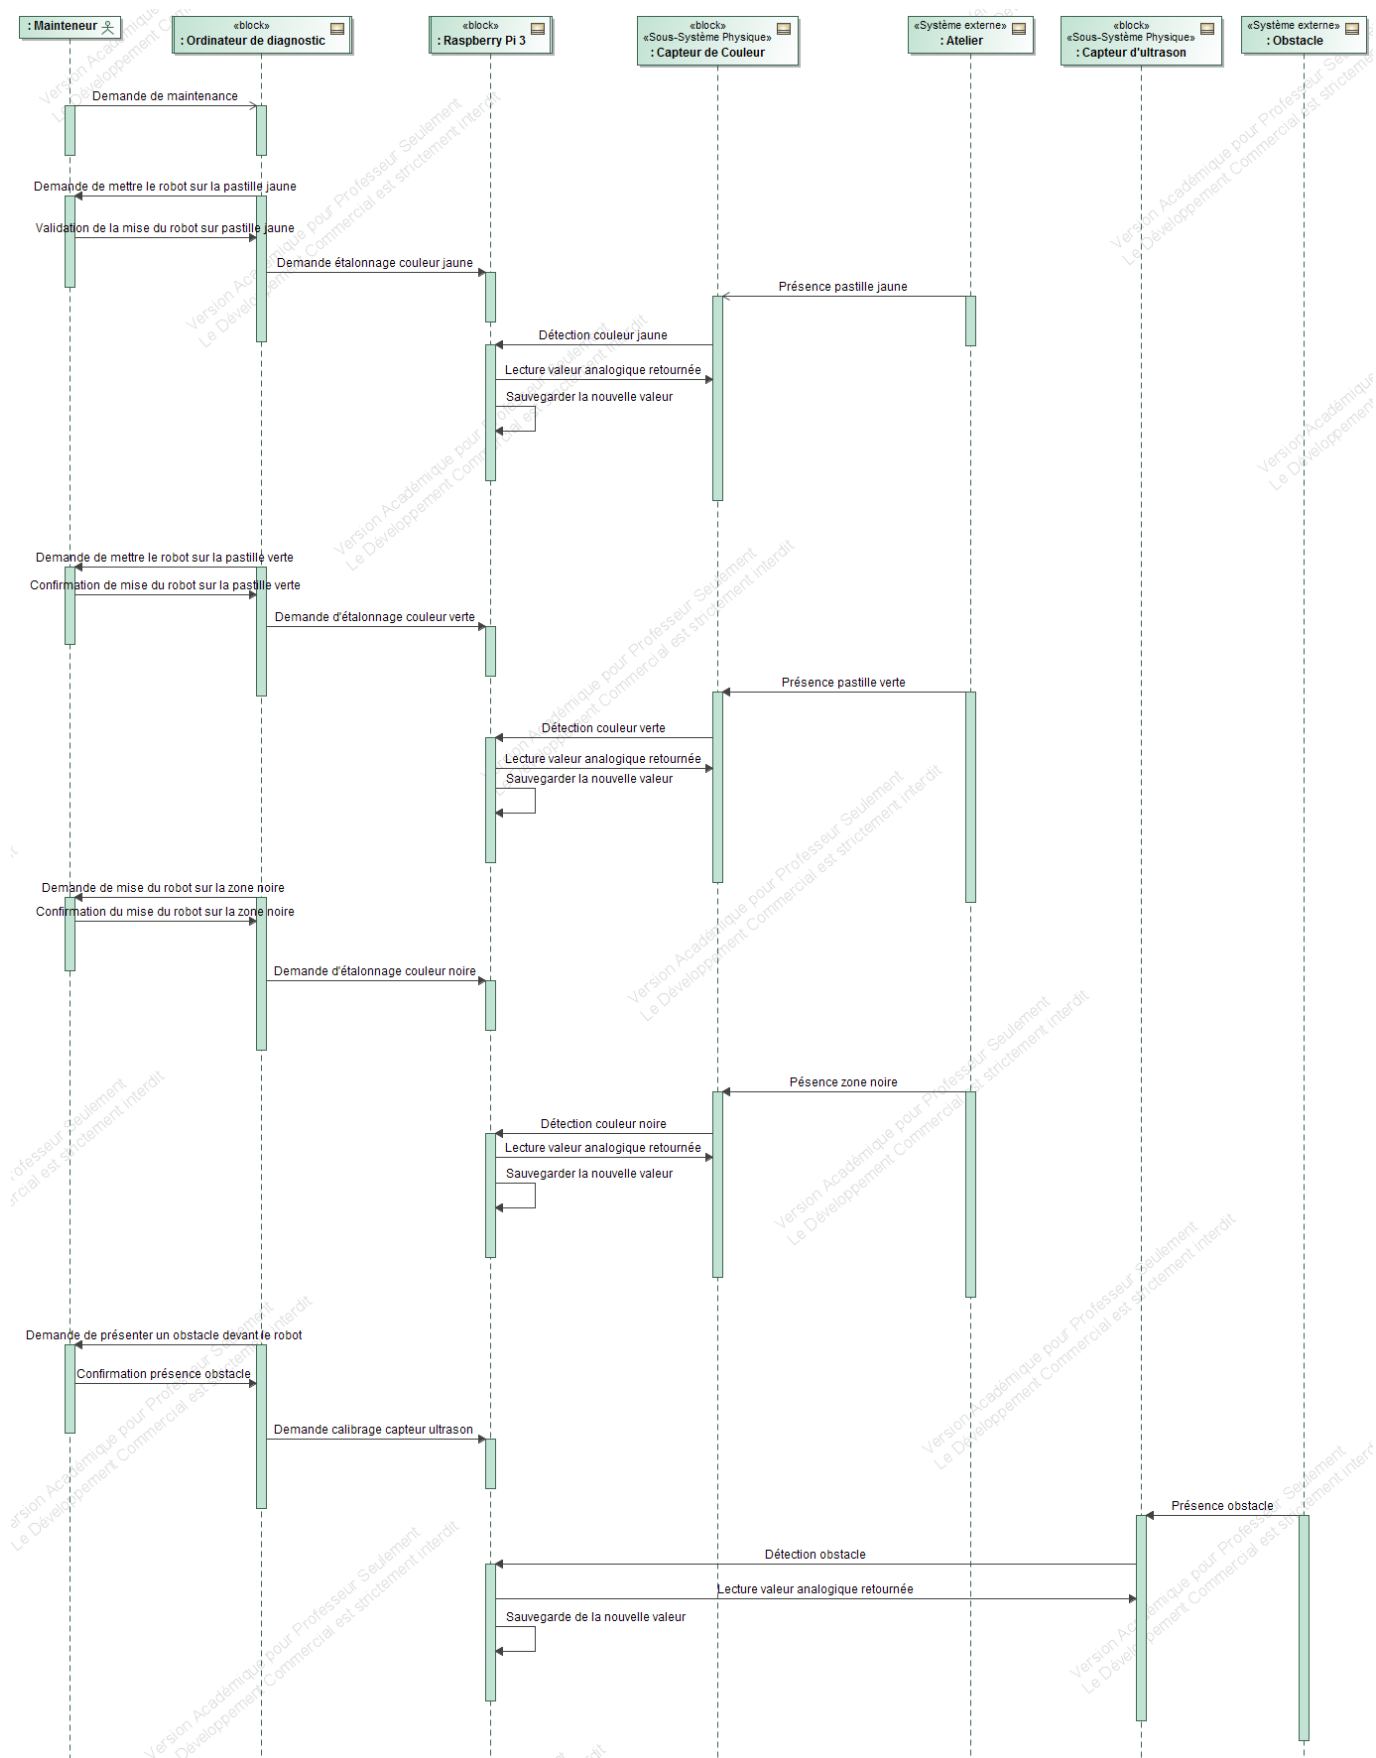 : Mainteneur
«block»
: Ordinateur de diagnostic
«block»
: Raspberry Pi 3
«block»
«Sous-Système Physique»
: Capteur de Couleur
«Système externe»
: Atelier
«block»
«Sous-Système Physique»
: Capteur d'ultrason
«Système externe»
: Obstacle
Demande de maintenance
Demande de mettre le robot sur la pastille jaune
Validation de la mise du robot sur pastille jaune
Demande étalonnage couleur jaune
Présence pastille jaune
Détection couleur jaune
Lecture valeur analogique retournée
Sauvegarder la nouvelle valeur
Demande de mettre le robot sur la pastille verte
Confirmation de mise du robot sur la pastille verte
Demande d'étalonnage couleur verte
Présence pastille verte
Détection couleur verte
Lecture valeur analogique retournée
Sauvegarder la nouvelle valeur
Demande de mise du robot sur la zone noire
Confirmation du mise du robot sur la zone noire
Demande d'étalonnage couleur noire
Pésence zone noire
Détection couleur noire
Lecture valeur analogique retournée
Sauvegarder la nouvelle valeur
Demande de présenter un obstacle devant le robot
Confirmation présence obstacle
Demande calibrage capteur ultrason
Présence obstacle
Détection obstacle
Lecture valeur analogique retournée
Sauvegarde de la nouvelle valeur
Version Académique pour Professeur Seulement
Le Développement Commercial est strictement interdit